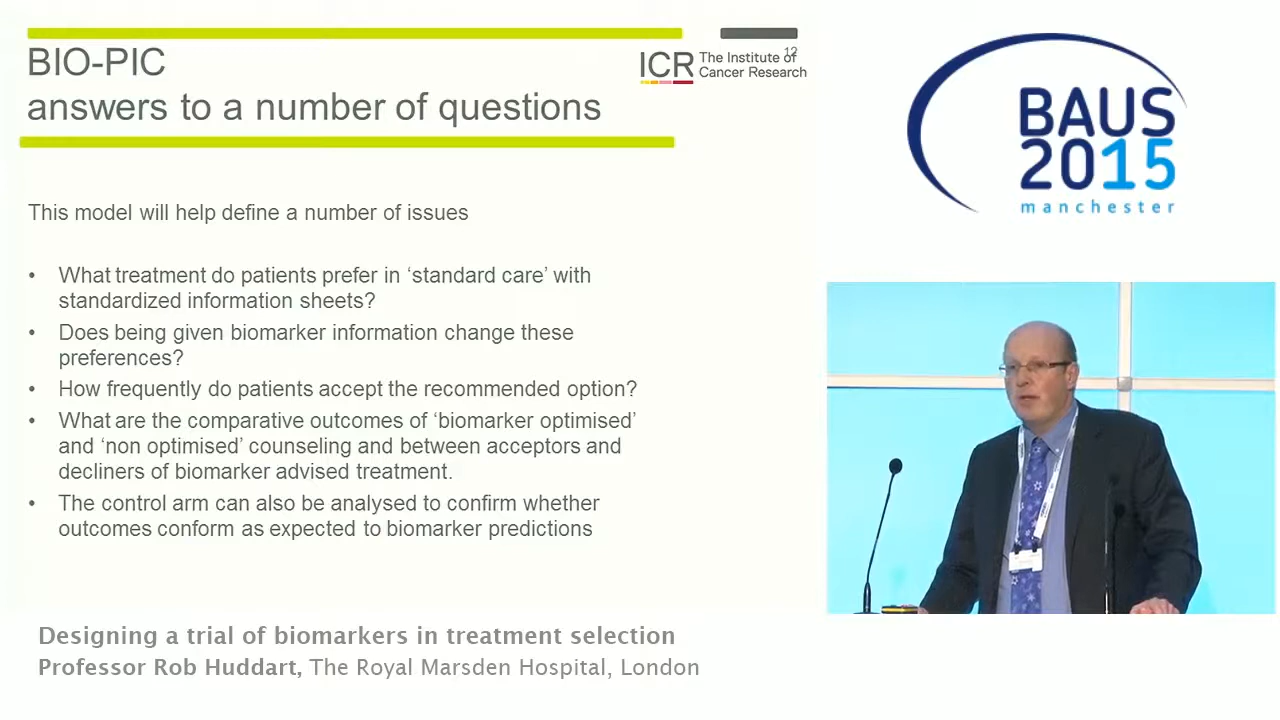 BIO-PIC
answers to a number of questions
12
ICR The Institute of
Cancer Research
This model will help define a number of issues
• What treatment do patients prefer in ‘standard care’ with
standardized information sheets?
• Does being given biomarker information change these
preferences?
• How frequently do patients accept the recommended option?
• What are the comparative outcomes of ‘biomarker optimised’
and ‘non optimised’ counseling and between acceptors and
decliners of biomarker advised treatment.
• The control arm can also be analysed to confirm whether
outcomes conform as expected to biomarker predictions
BAUS
2015
manchester
Designing a trial of biomarkers in treatment selection
Professor Rob Huddart, The Royal Marsden Hospital, London